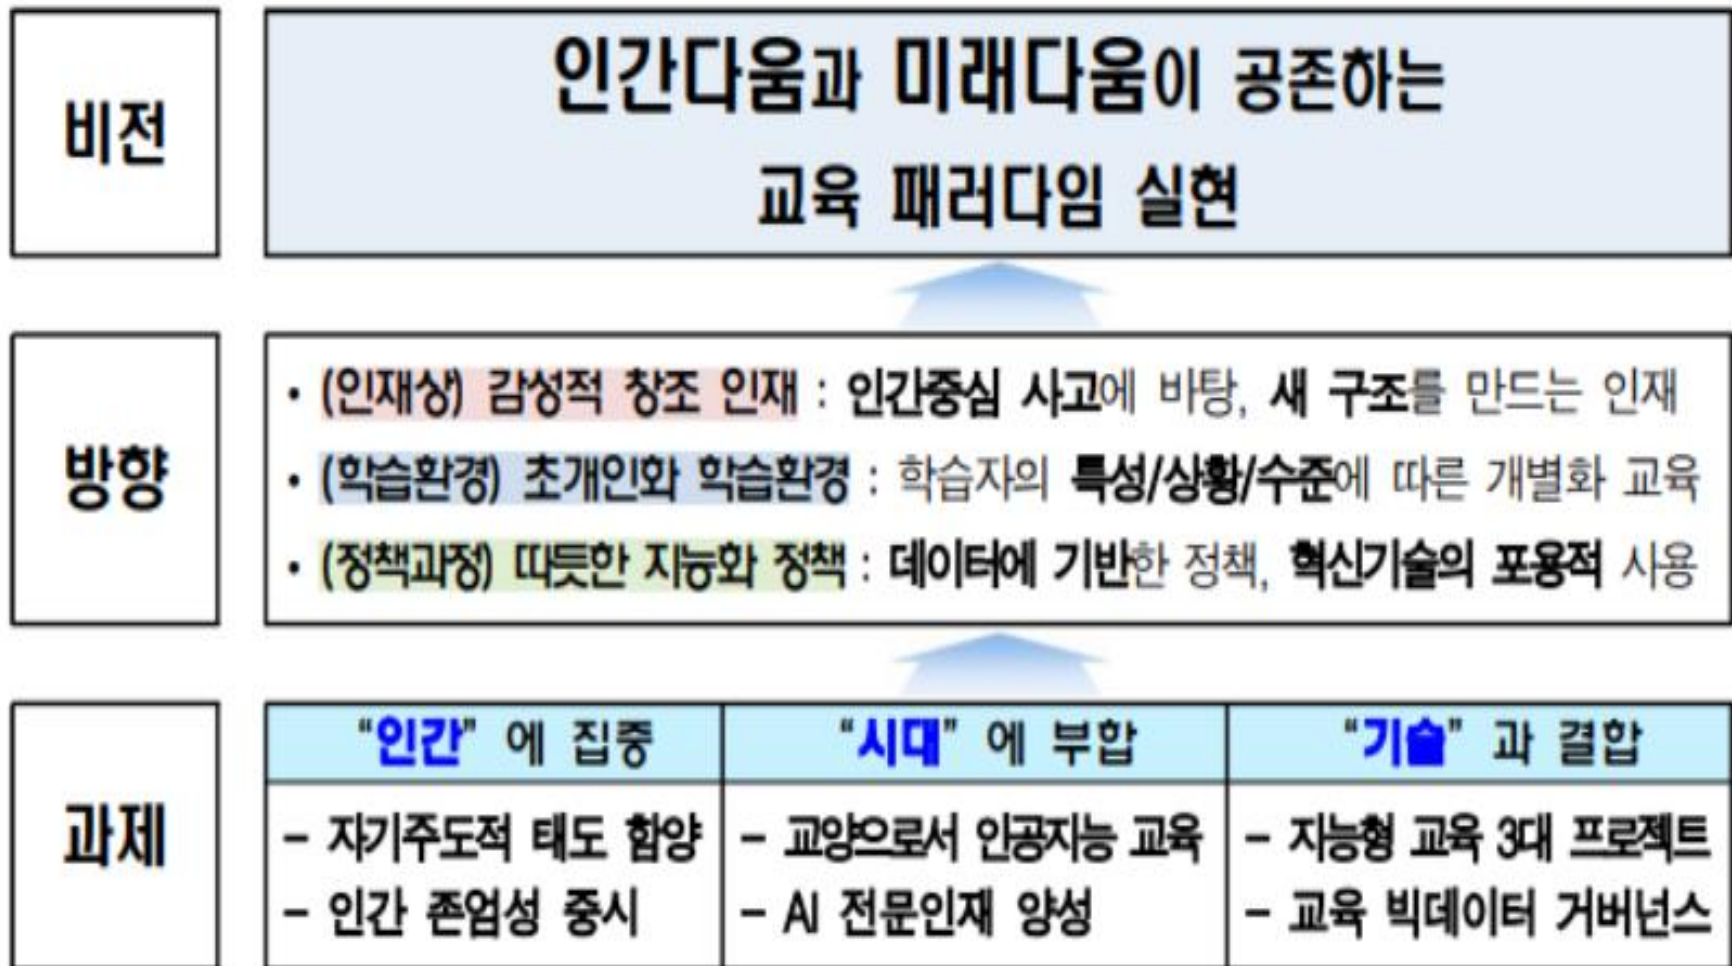 비전
인간다움과 미래다움이 공존하는
교육 패러다임 실현
방향
• (인재상) 감성적 창조 인재 : 인간중심 사고에 바탕, 새 구조를 만드는 인재
• (학습환경) 초개인화 학습환경 : 학습자의 특성/상황/수준에 따른 개별화 교육
• (정책과정) 따듯한 지능화 정책 : 데이터에 기반한 정책, 혁신기술의 포용적 사용
과제
“인간” 에 집중
“시대” 에 부합
“기술” 과 결합
– 자기주도적 태도 함양
– 인간 존엄성 중시
– 교양으로서 인공지능 교육
– AI 전문인재 양성
– 지능형 교육 3대 프로젝트
– 교육 빅데이터 거버넌스